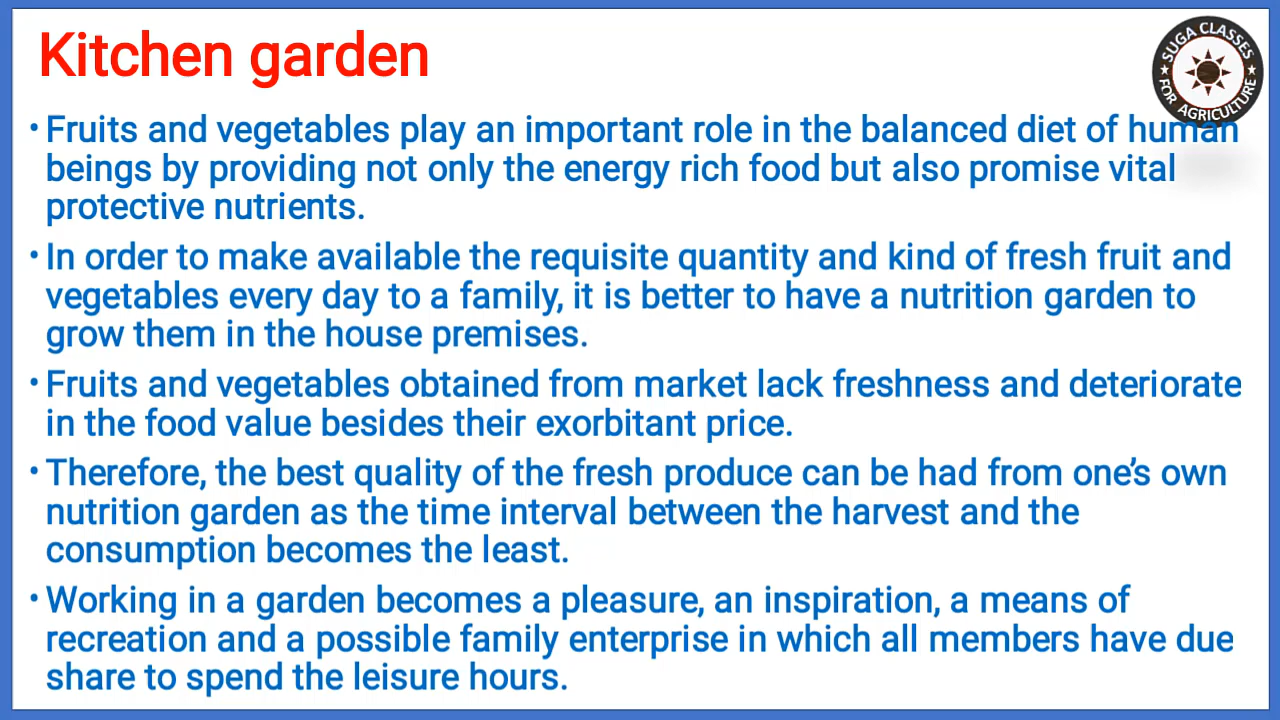 Kitchen garden
SUGA CLASSES
FOR AGRICULTURE
• Fruits and vegetables play an important role in the balanced diet of human
beings by providing not only the energy rich food but also promise vital
protective nutrients.
• In order to make available the requisite quantity and kind of fresh fruit and
vegetables every day to a family, it is better to have a nutrition garden to
grow them in the house premises.
• Fruits and vegetables obtained from market lack freshness and deteriorate
in the food value besides their exorbitant price.
• Therefore, the best quality of the fresh produce can be had from one’s own
nutrition garden as the time interval between the harvest and the
consumption becomes the least.
• Working in a garden becomes a pleasure, an inspiration, a means of
recreation and a possible family enterprise in which all members have due
share to spend the leisure hours.